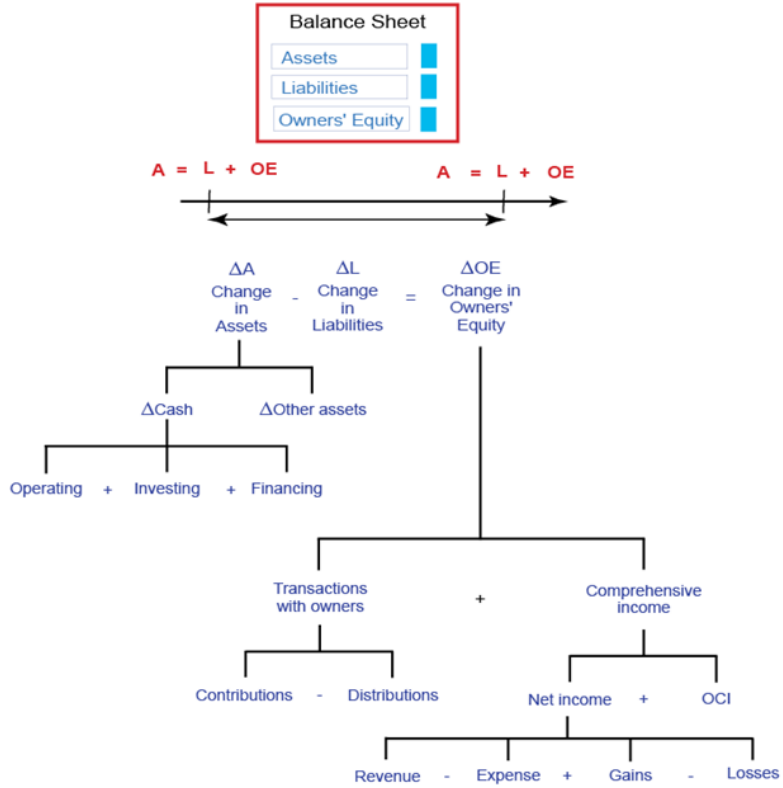 Balance Sheet
Assets
Liabilities
Owners' Equity
A = L + OE
A = L + OE
ΔA - ΔL = ΔOE
Change Change Change in
in in Owners'
Assets Liabilities Equity
ΔCash ΔOther assets
Operating + Investing + Financing
Transactions + Comprehensive
with owners income
Contributions - Distributions
Net income + OCI
Revenue - Expense + Gains - Losses